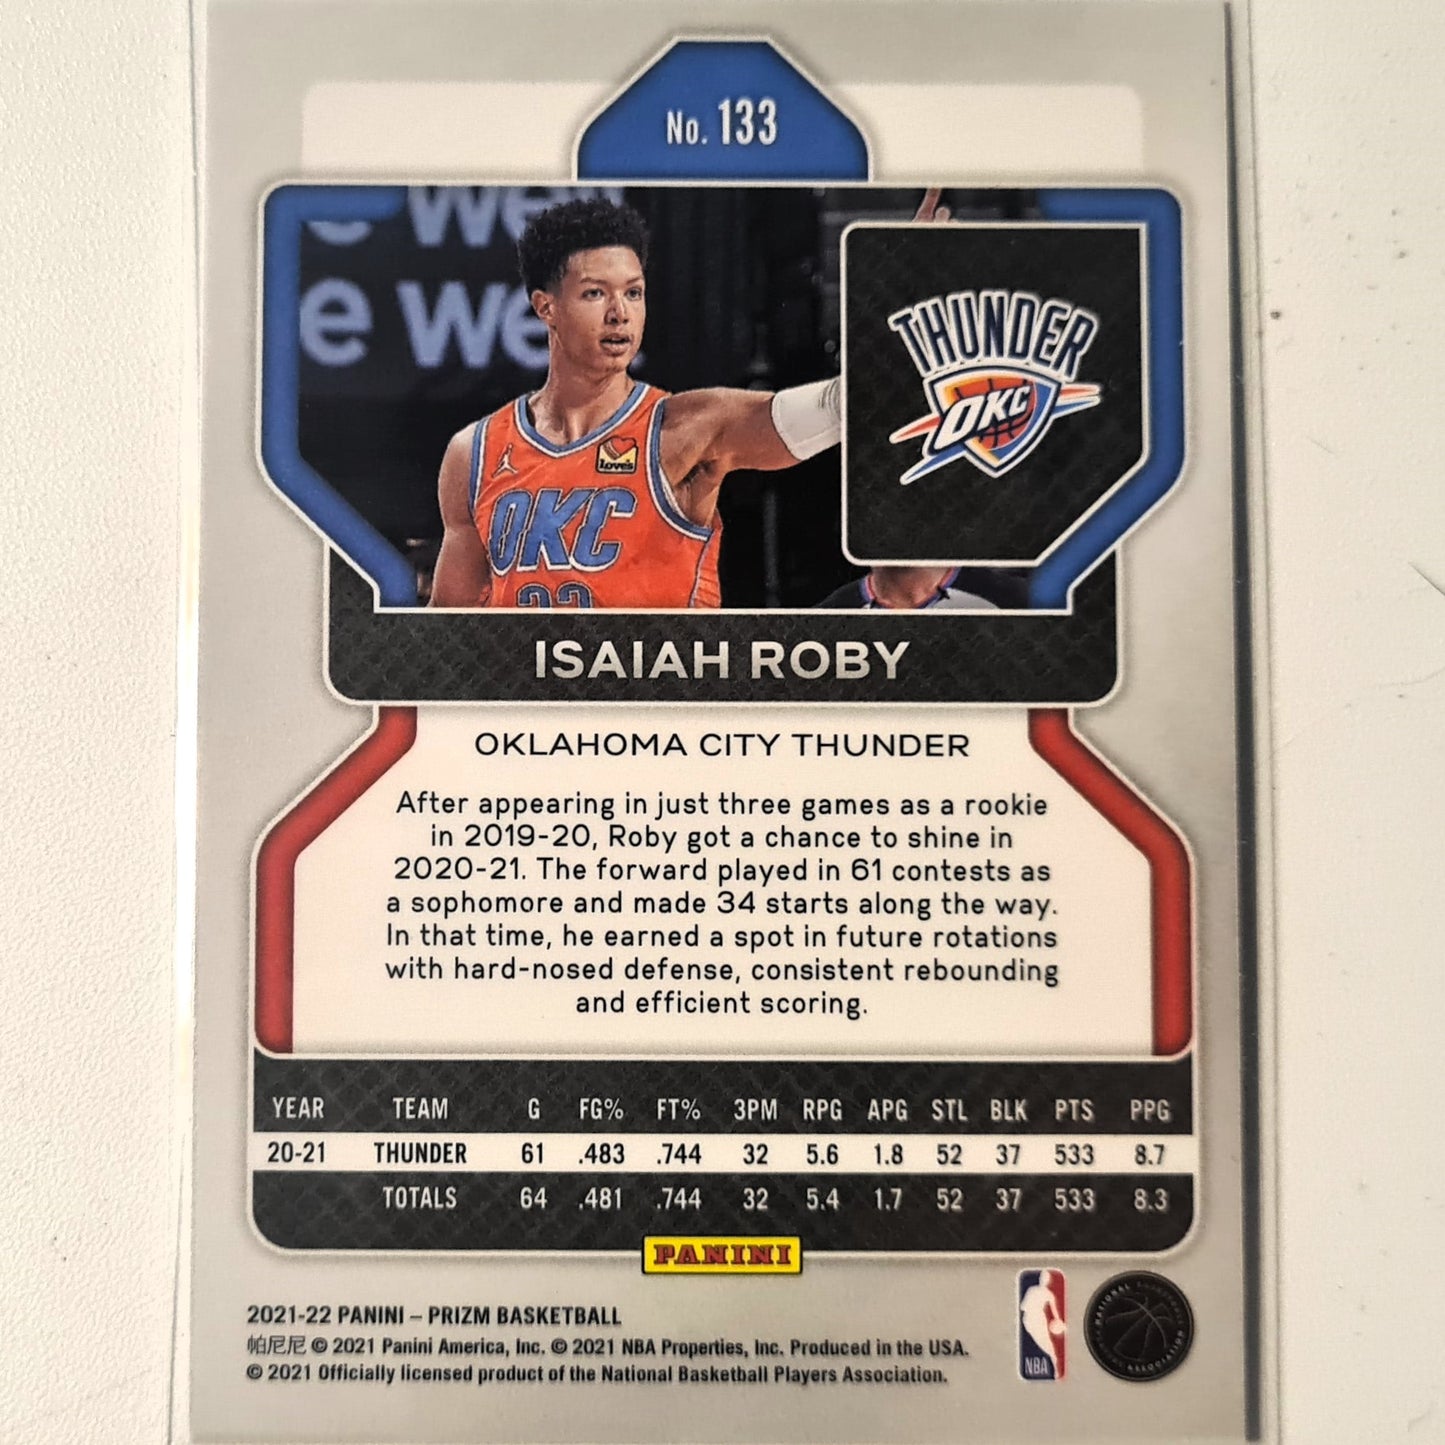 No. 133
e we
e we
THUNDER
OKC
Love's
OKC
ISAIAH ROBY
OKLAHOMA CITY THUNDER
After appearing in just three games as a rookie
in 2019-20, Roby got a chance to shine in
2020-21. The forward played in 61 contests as
a sophomore and made 34 starts along the way.
In that time, he earned a spot in future rotations
with hard-nosed defense, consistent rebounding
and efficient scoring.
YEAR TEAM G FG% FT% 3PM RPG APG STL BLK PTS PPG
20-21 THUNDER 61 .483 .744 32 5.6 1.8 52 37 533 8.7
TOTALS 64 .481 .744 32 5.4 1.7 52 37 533 8.3
PANINI
2021-22 PANINI – PRIZM BASKETBALL
帕尼尼 © 2021 Panini America, Inc. © 2021 NBA Properties, Inc. Produced in the USA.
© 2021 Officially licensed product of the National Basketball Players Association.
NBA